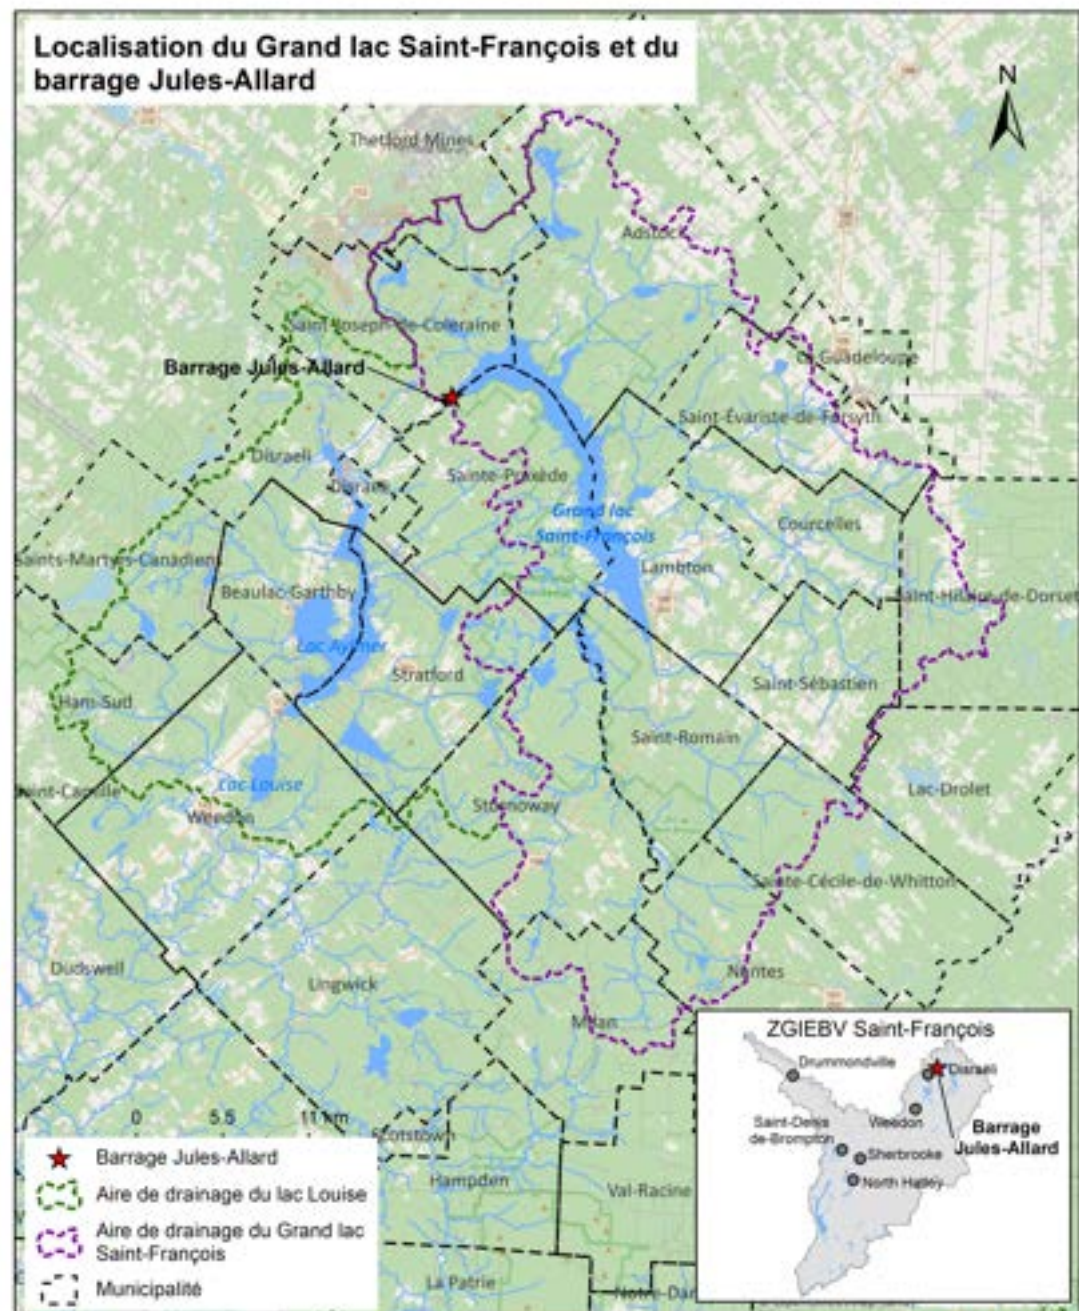 Localisation du Grand lac Saint-François et du
barrage Jules-Allard
N
Thetford Mines
Adstock
Saint-Joseph-de-Coleraine
Barrage Jules-Allard
La Guadeloupe
Saint-Évariste-de-Forsyth
Disraeli
Disraeli
Sainte-Praxède
Grand lac
Saint-François
Courcelles
Saints-Martyrs-Canadiens
Beaulac-Garthby
Lambton
Saint-Hilaire-de-Dorset
Lac Aylmer
Stratford
Saint-Sébastien
Ham-Sud
Saint-Romain
Lac Louise
Saint-Camille
Weedon
Stornoway
Lac-Drolet
Sainte-Cécile-de-Whitton
Dudswell
Lingwick
Nantes
Milan
Scotstown
Hampden
Val-Racine
La Patrie
0 5.5 11 km
Barrage Jules-Allard
Aire de drainage du lac Louise
Aire de drainage du Grand lac
Saint-François
Municipalité
ZGIEBV Saint-François
Drummondville
Disraeli
Weedon
Saint-Denis
de-Brompton
Barrage
Jules-Allard
Sherbrooke
North Hatley